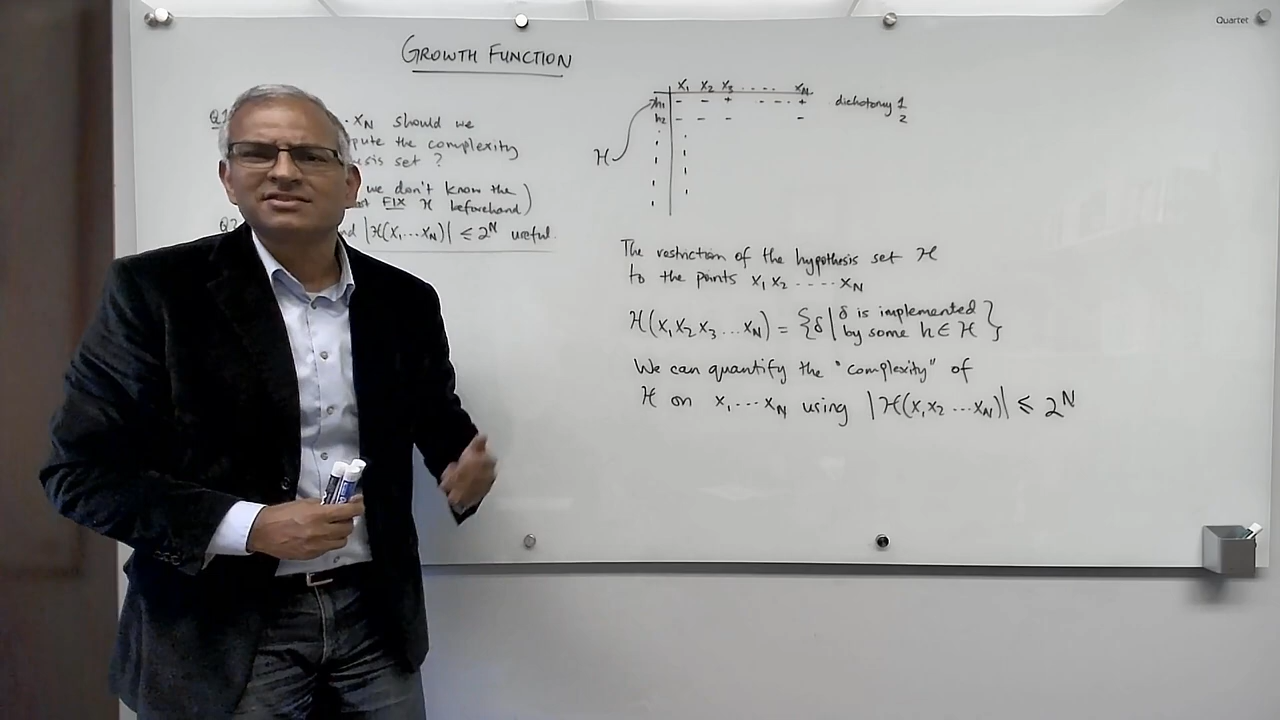 Quartet
GROWTH FUNCTION
Q1
. xN should we
pute the complexity
esis set ?
we don't know the )
FIX H beforehand)
Q2 nd |H(x1...xN)| ≤ 2^N useful.
x1 x2 x3 ..... xN
h1 - - + - - - - + dichotomy 1
h2 - - - - 2
H
The restriction of the hypothesis set H
to the points x1 x2 ..... xN
H(x1 x2 x3 ...xN) = {δ | δ is implemented
by some h ∈ H }
We can quantify the "complexity" of
H on x1 ... xN using |H(x1 x2 ...xN)| ≤ 2^N